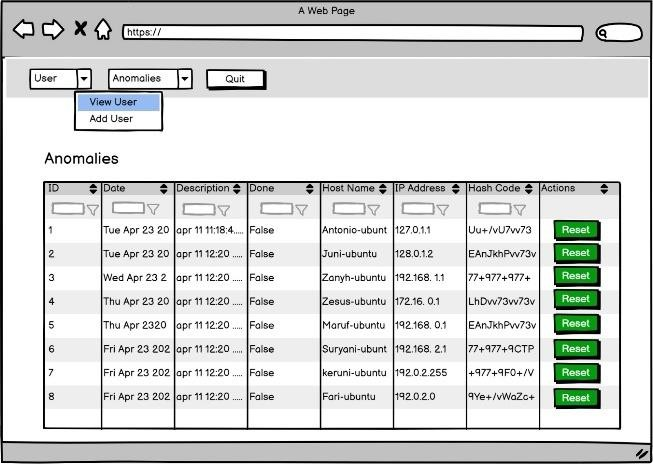 A Web Page
https://
User Anomalies Quit
View User
Add User
Anomalies
ID Date Description Done Host Name IP Address Hash Code Actions
1 Tue Apr 23 20 apr 11 11:18:4..... False Antonio-ubunt 127.0.1.1 Uu+/vU7vv73 Reset
2 Tue Apr 23 20 apr 11 12:20 ..... False Juni-ubuntu 128.0.1.2 EAnJkhPvv73v Reset
3 Wed Apr 23 2 apr 11 12:20 ..... False Zanyh-ubuntu 192.168. 1.1 77+977+977+ Reset
4 Thu Apr 23 20 apr 11 12:20 ..... False Zesus-ubuntu 172.16. 0.1 LhDvv73vv73v Reset
5 Thu Apr 2320 apr 11 12:20 ..... False Maruf-ubuntu 192.168. 0.1 EAnJkhPvv73v Reset
6 Fri Apr 23 202 apr 11 12:20 ..... False Suryani-ubunt 192.168. 2.1 77+977+9CTP Reset
7 Fri Apr 23 202 apr 11 12:20 ..... False keruni-ubuntu 192.0.2.255 +977+9F0+/V Reset
8 Fri Apr 23 202 apr 11 12:20 ..... False Fari-ubuntu 192.0.2.0 9Ye+/vWaZc+ Reset